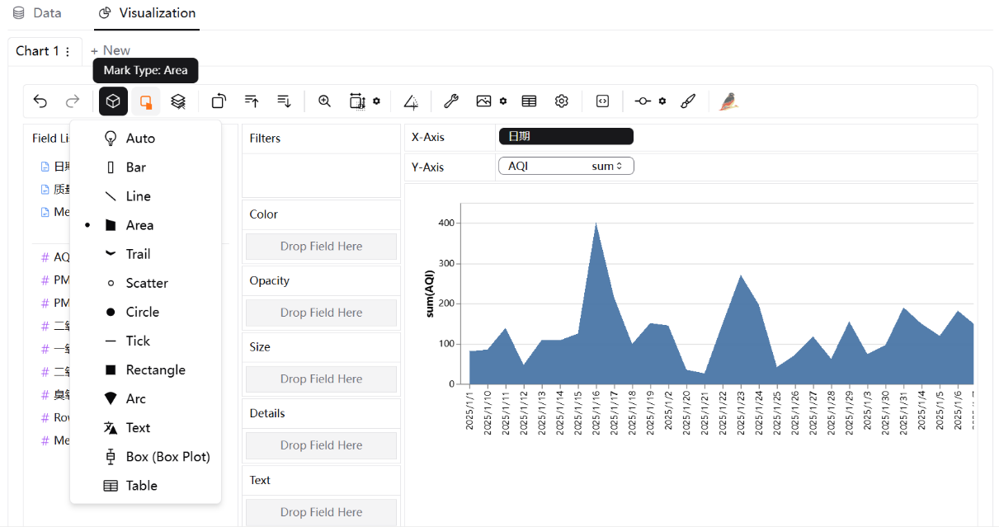 Data
Visualization
Chart 1
+ New
Mark Type: Area
Field Li
日期
质量
Me
# AQ
# PM
# PM
# 二氧
# 一氧
# 二氧
# 臭氧
# Ro
# Me
Auto
Bar
Line
Area
Trail
Scatter
Circle
Tick
Rectangle
Arc
Text
Box (Box Plot)
Table
Filters
Color
Drop Field Here
Opacity
Drop Field Here
Size
Drop Field Here
Details
Drop Field Here
Text
Drop Field Here
X-Axis
日期
Y-Axis
AQI sum
sum(AQI)
400
300
200
100
0
2025/1/1
2025/1/10
2025/1/11
2025/1/12
2025/1/13
2025/1/14
2025/1/15
2025/1/16
2025/1/17
2025/1/18
2025/1/19
2025/1/2
2025/1/20
2025/1/21
2025/1/22
2025/1/23
2025/1/24
2025/1/25
2025/1/26
2025/1/27
2025/1/28
2025/1/29
2025/1/3
2025/1/30
2025/1/31
2025/1/4
2025/1/5
2025/1/6